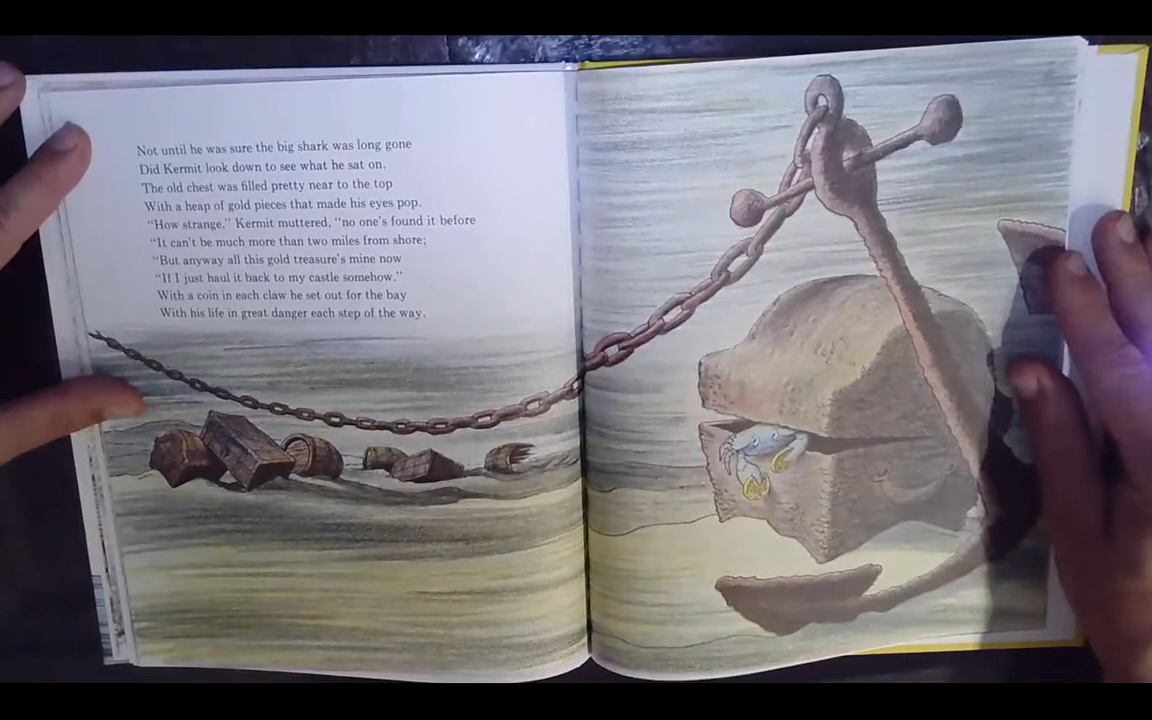 Not until he was sure the big shark was long gone
Did Kermit look down to see what he sat on.
The old chest was filled pretty near to the top
With a heap of gold pieces that made his eyes pop.
"How strange," Kermit muttered, "no one's found it before
"It can't be much more than two miles from shore;
"But anyway all this gold treasure's mine now
"If I just haul it back to my castle somehow."
With a coin in each claw he set out for the bay
With his life in great danger each step of the way.